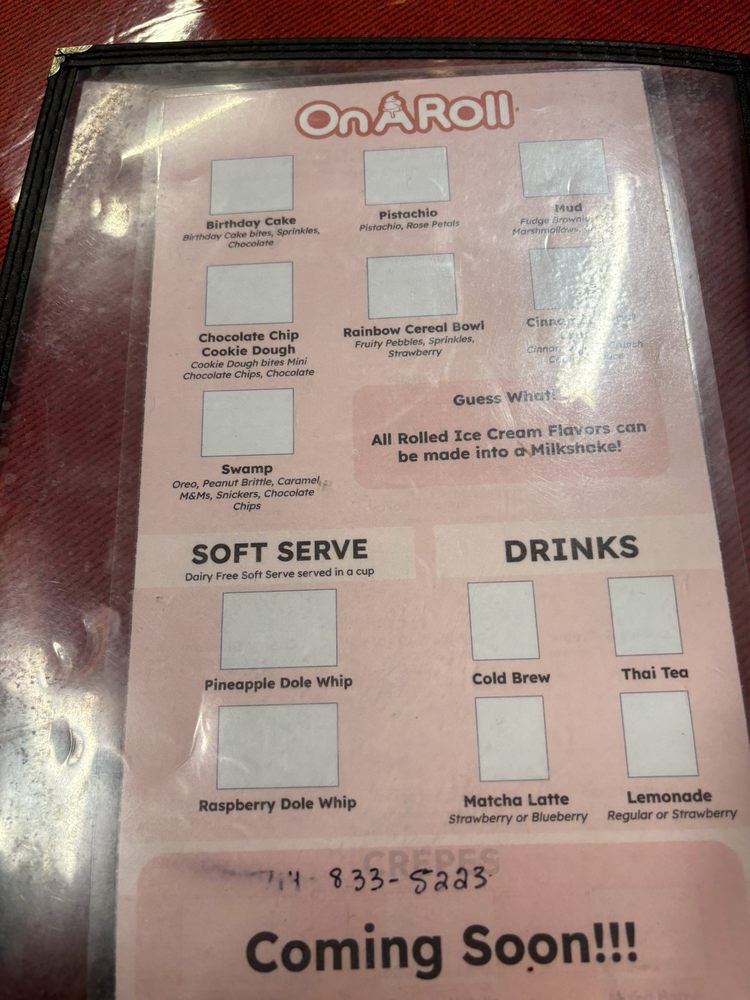 On A Roll
Birthday Cake
Birthday Cake bites, Sprinkles,
Chocolate
Pistachio
Pistachio, Rose Petals
Mud
Fudge Brownie,
Marshmallows,
Chocolate Chip
Cookie Dough
Cookie Dough bites Mini
Chocolate Chips, Chocolate
Rainbow Cereal Bowl
Fruity Pebbles, Sprinkles,
Strawberry
Swamp
Oreo, Peanut Brittle, Caramel,
M&Ms, Snickers, Chocolate
Chips
Guess What!
All Rolled Ice Cream Flavors can
be made into a Milkshake!
SOFT SERVE
Dairy Free Soft Serve served in a cup
Pineapple Dole Whip
Raspberry Dole Whip
DRINKS
Cold Brew
Thai Tea
Matcha Latte
Strawberry or Blueberry
Lemonade
Regular or Strawberry
CREPES
714-833-5223
Coming Soon!!!